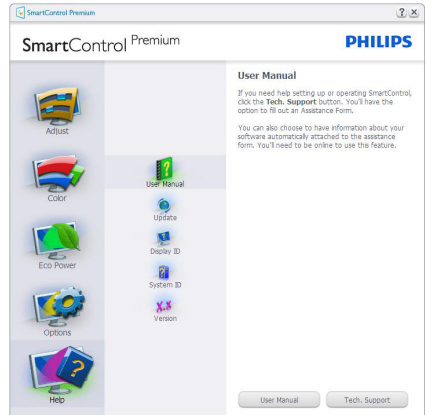 SmartControl Premium
? ×
SmartControl Premium
PHILIPS
Adjust
Color
Eco Power
Options
Help
User Manual
Update
Display ID
System ID
X.X
Version
User Manual
If you need help setting up or operating SmartControl,
click the Tech. Support button. You'll have the
option to fill out an Assistance Form.
You can also choose to have information about your
software automatically attached to the assistance
form. You'll need to be online to use this feature.
User Manual
Tech. Support